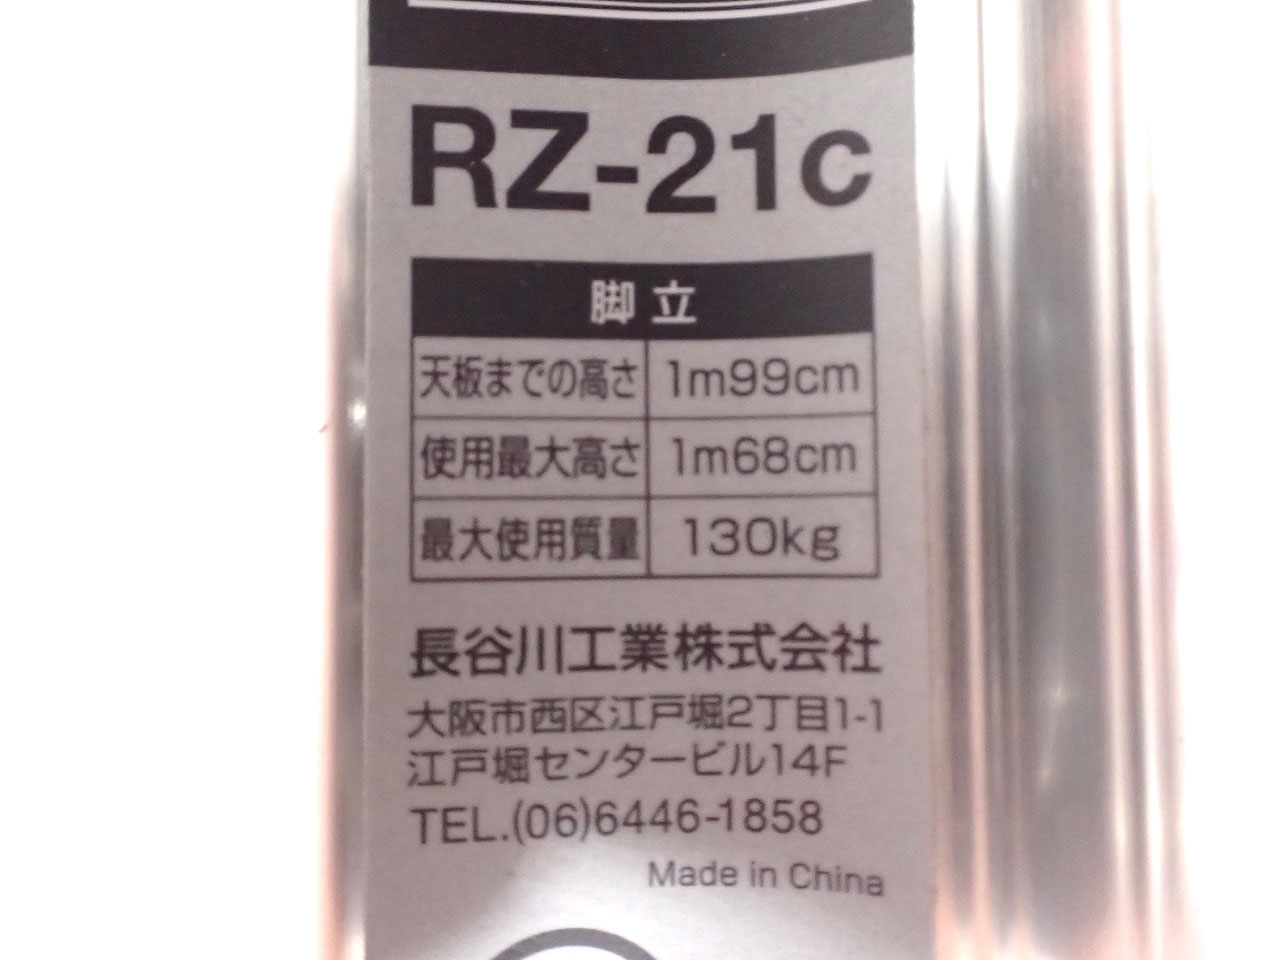 RZ-21c
脚立
天板までの高さ 1m99cm
使用最大高さ 1m68cm
最大使用質量 130kg
長谷川工業株式会社
大阪市西区江戸堀2丁目1-1
江戸堀センタービル14F
TEL.(06)6446-1858
Made in China